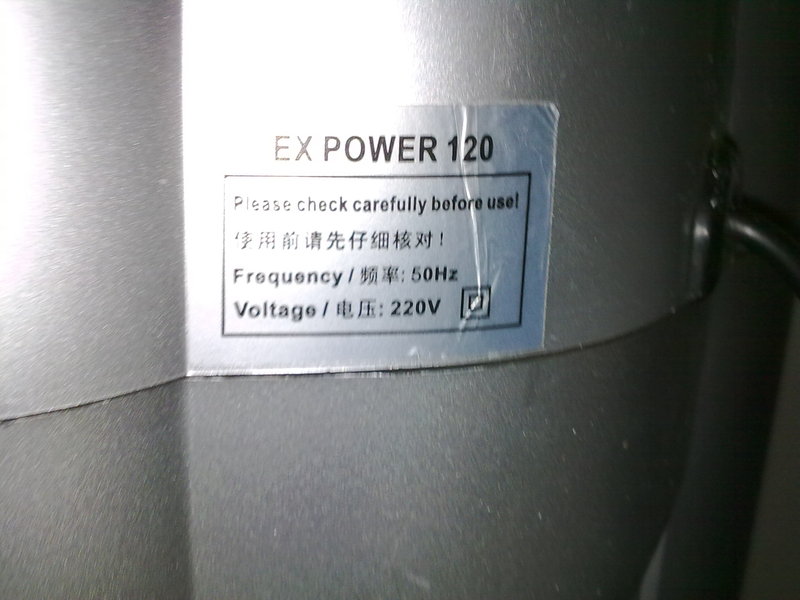 EX POWER 120
Please check carefully before use!
使用前请先仔细核对!
Frequency / 频率: 50Hz
Voltage / 电压: 220V